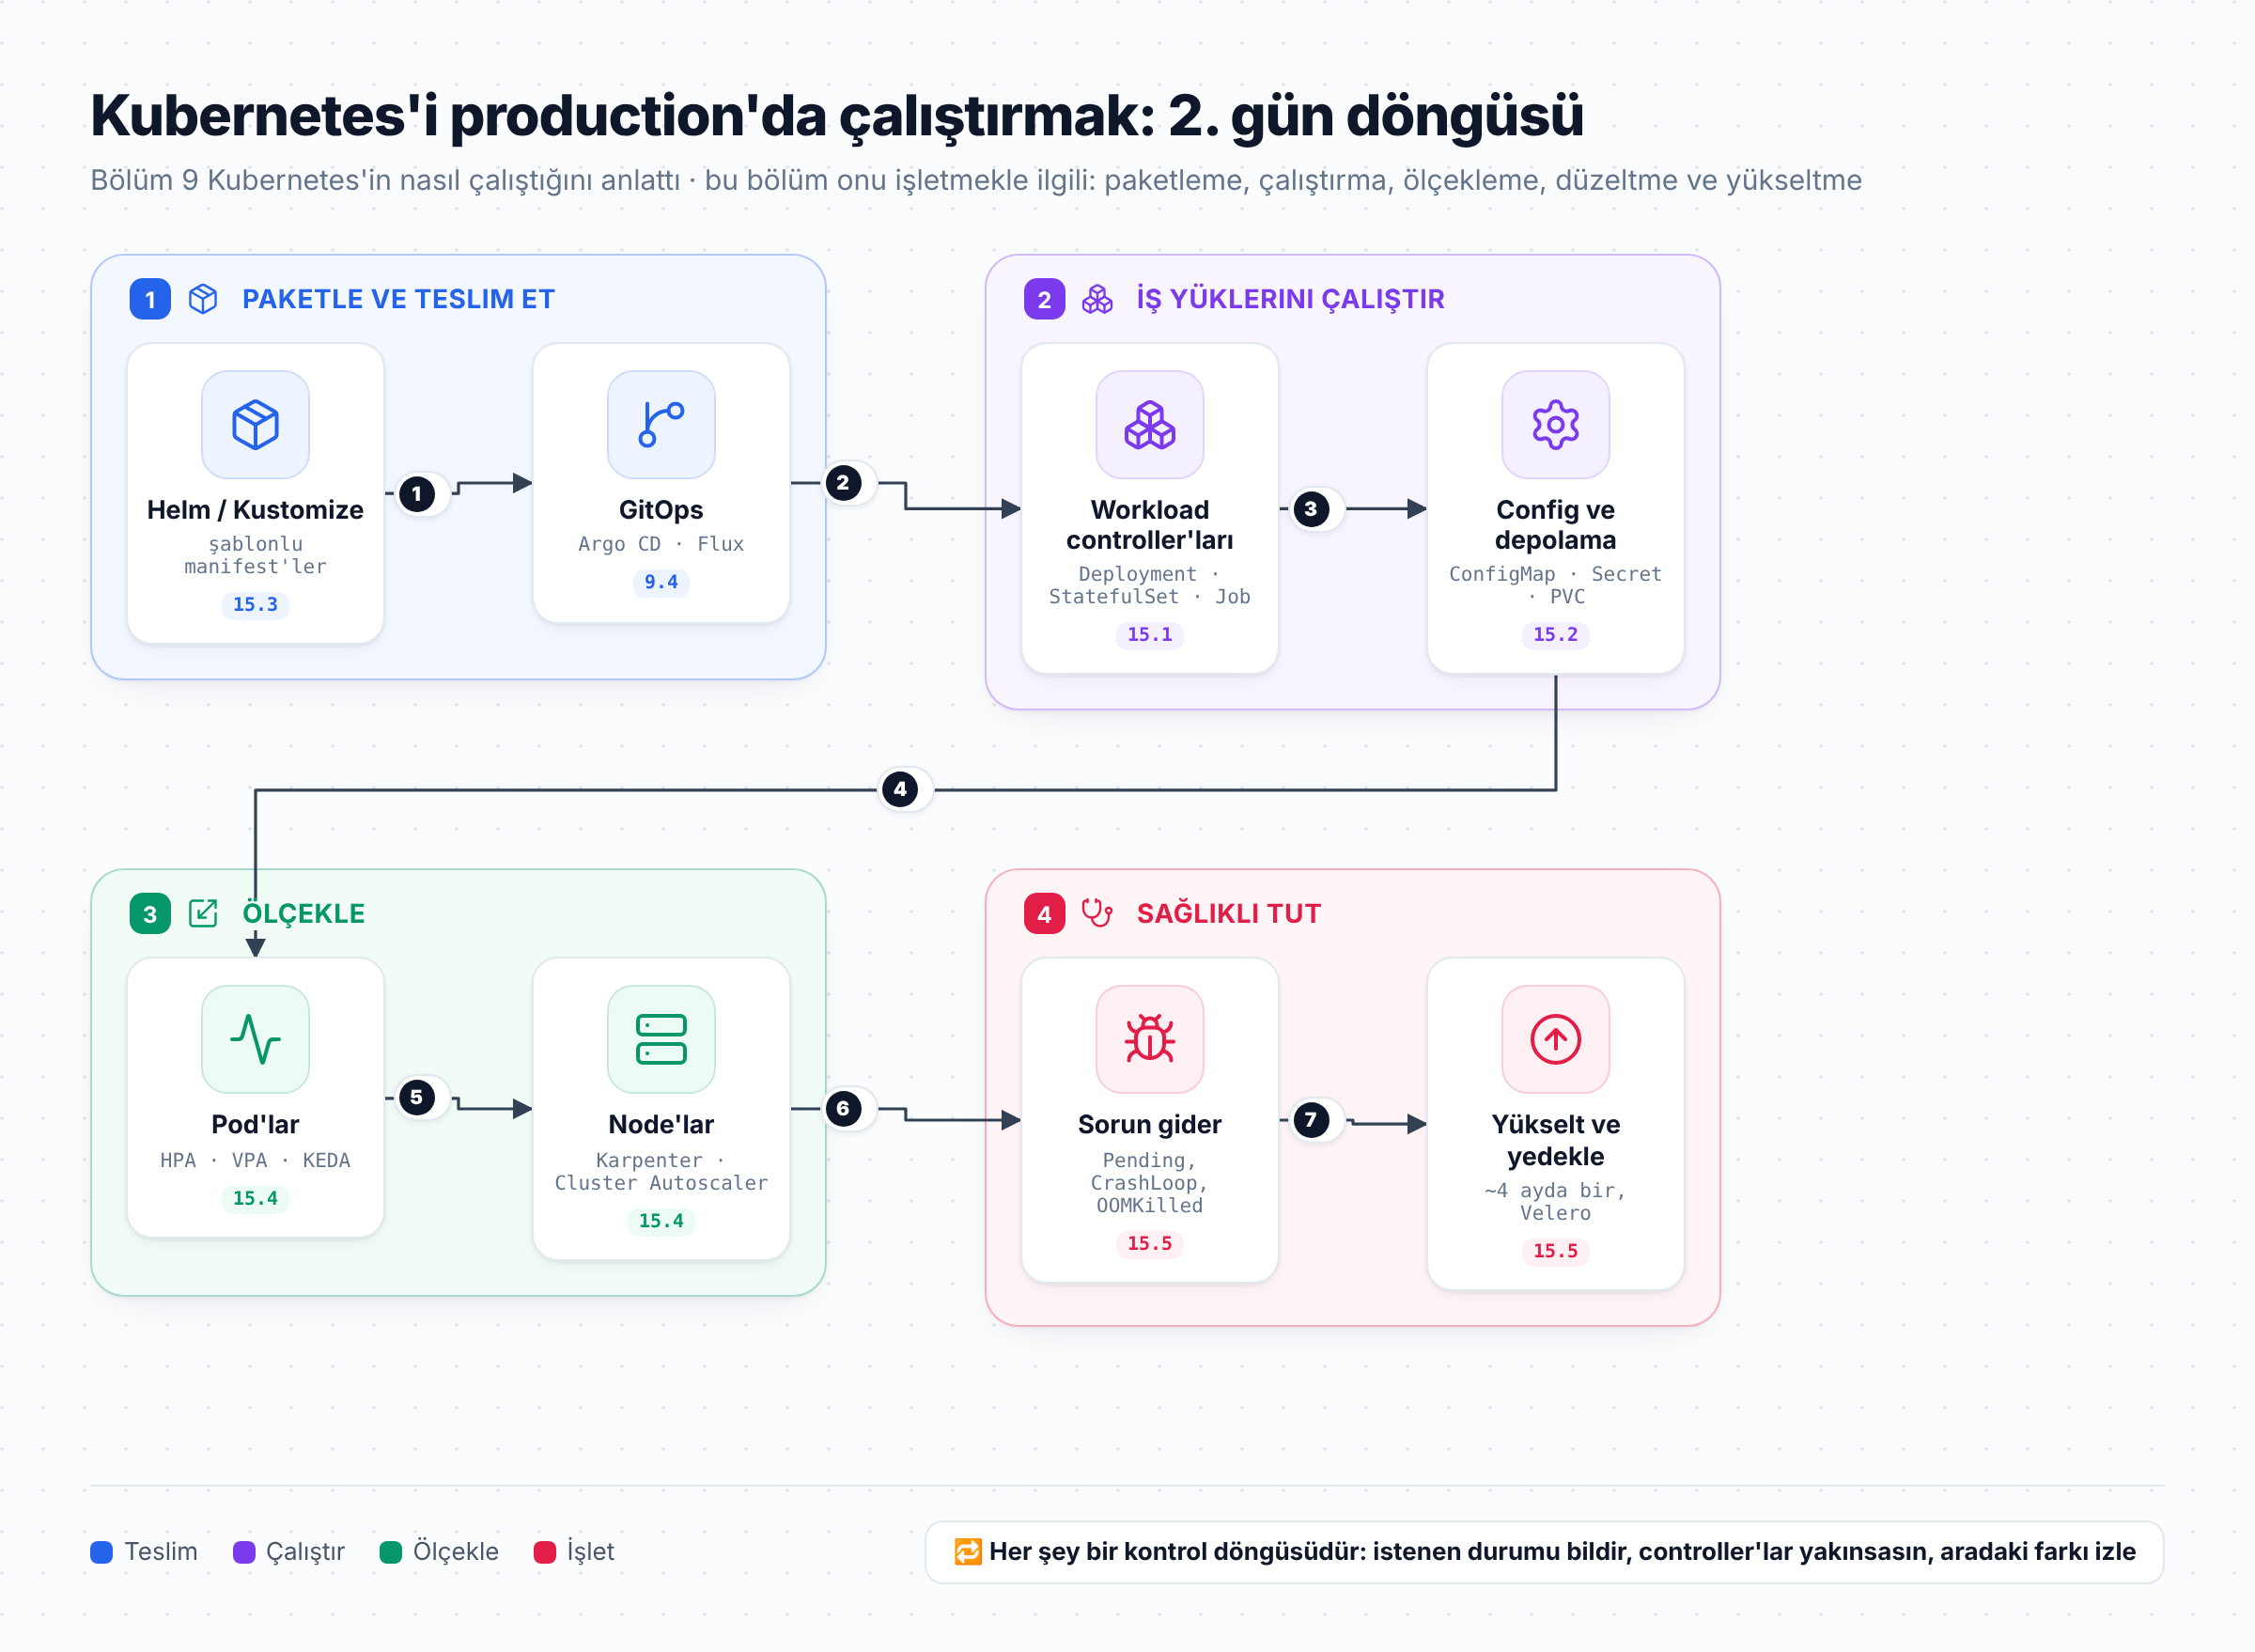 Kubernetes'i production'da çalıştırmak: 2. gün döngüsü
Bölüm 9 Kubernetes'in nasıl çalıştığını anlattı · bu bölüm onu işletmekle ilgili: paketleme, çalıştırma, ölçekleme, düzeltme ve yükseltme
1 PAKETLE VE TESLIM ET
Helm / Kustomize
şablonlu
manifest'ler
15.3
1
GitOps
Argo CD · Flux
9.4
2
2 İŞ YÜKLERINI ÇALIŞTIR
Workload
controller'ları
Deployment ·
StatefulSet · Job
15.1
3
Config ve
depolama
ConfigMap · Secret
· PVC
15.2
4
3 ÖLÇEKLE
Pod'lar
HPA · VPA · KEDA
15.4
5
Node'lar
Karpenter ·
Cluster Autoscaler
15.4
6
4 SAĞLIKLI TUT
Sorun gider
Pending,
CrashLoop,
OOMKilled
15.5
7
Yükselt ve
yedekle
~4 ayda bir,
Velero
15.5
Teslim
Çalıştır
Ölçekle
İşlet
🔁 Her şey bir kontrol döngüsüdür: istenen durumu bildir, controller'lar yakınsasın, aradaki farkı izle